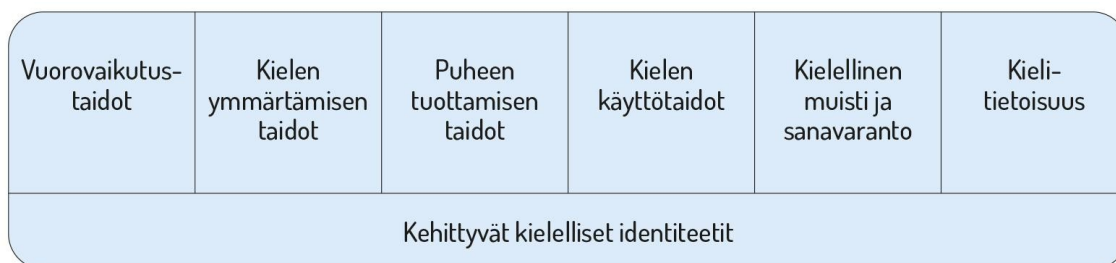 Vuorovaikutus-
taidot
Kielen
ymmärtämisen
taidot
Puheen
tuottamisen
taidot
Kielen
käyttötaidot
Kielellinen
muisti ja
sanavaranto
Kieli-
tietoisuus
Kehittyvät kielelliset identiteetit